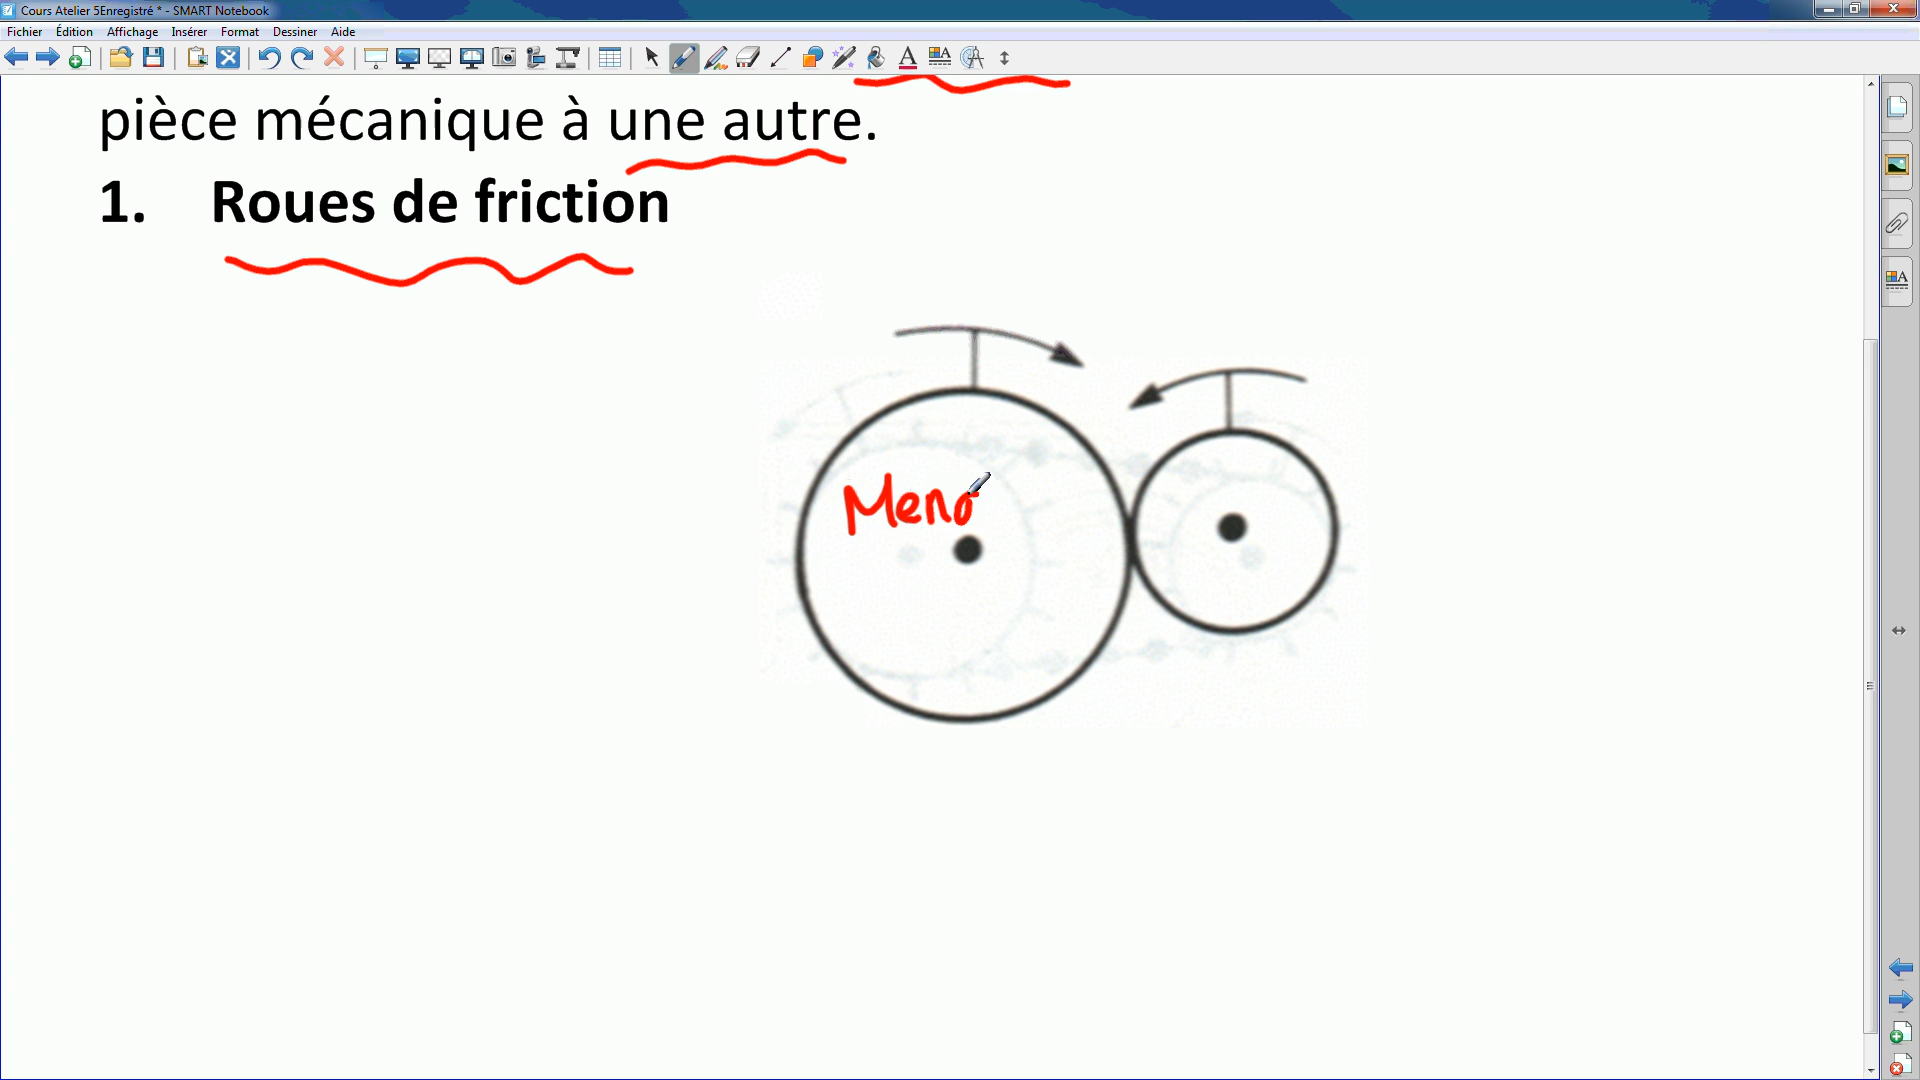 Cours Atelier 5Enregistré * - SMART Notebook
Fichier Édition Affichage Insérer Format Dessiner Aide
pièce mécanique à une autre.
1. Roues de friction
Meno